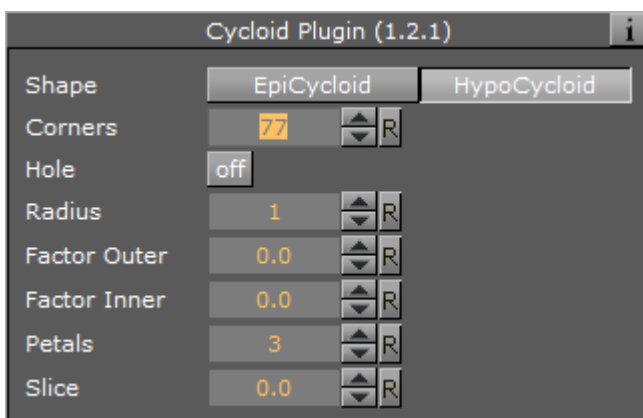 Cycloid Plugin (1.2.1) i
Shape EpiCycloid HypoCycloid
Corners 77 R
Hole off
Radius 1 R
Factor Outer 0.0 R
Factor Inner 0.0 R
Petals 3 R
Slice 0.0 R